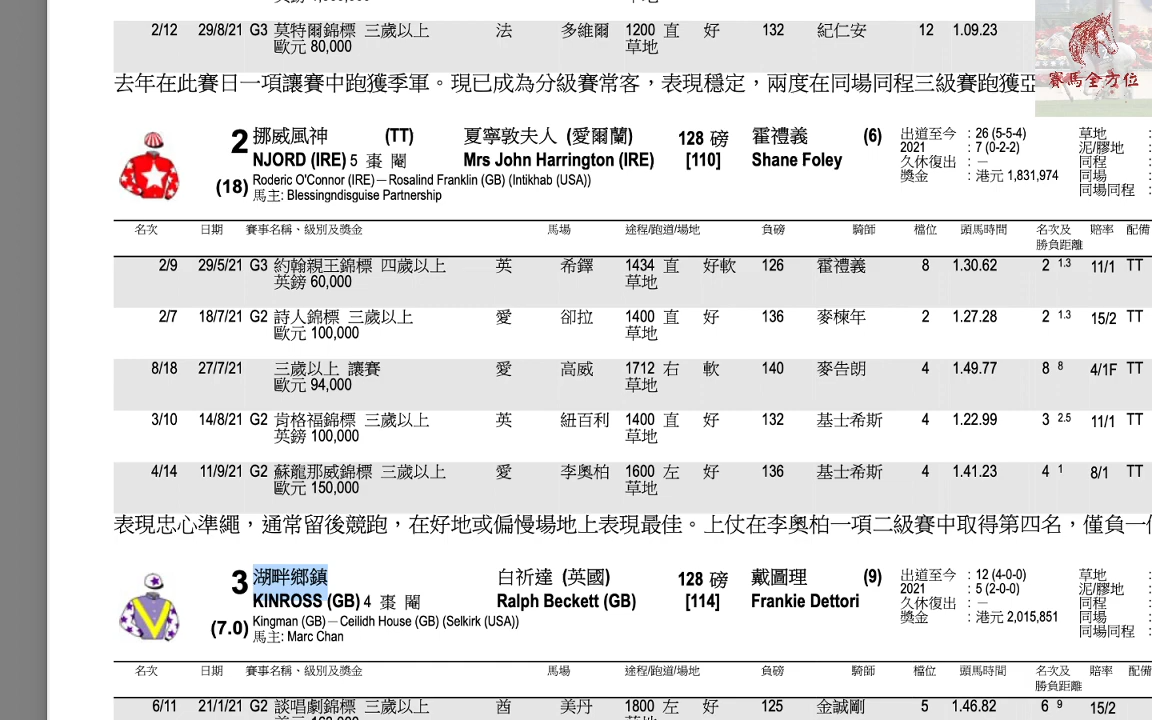 2/12 29/8/21 G3 莫特爾錦標 三歲以上 法 多維爾 1200 直 好 132 紀仁安 12 1.09.23
歐元 80,000 草地
去年在此賽日一項讓賽中跑獲季軍。現已成為分級賽常客，表現穩定，兩度在同場同程三級賽跑獲亞
賽馬全方位
2 挪威風神 (TT) 夏寧敦夫人 (愛爾蘭) 128 磅 霍禮義 (6) 出道至今 : 26 (5-5-4) 草地 :
NJORD (IRE) 5 棗 閹 Mrs John Harrington (IRE) [110] Shane Foley 2021 : 7 (0-2-2) 泥/膠地 :
久休復出 : — 同程 :
(18) Roderic O'Connor (IRE)－Rosalind Franklin (GB) (Intikhab (USA)) 獎金 : 港元 1,831,974 同場 :
馬主: Blessingndisguise Partnership 同場同程 :
名次 日期 賽事名稱、級別及獎金 馬場 途程/跑道/場地 負磅 騎師 檔位 頭馬時間 名次及 賠率 配備
勝負距離
2/9 29/5/21 G3 約翰親王錦標 四歲以上 英 希鐸 1434 直 好軟 126 霍禮義 8 1.30.62 2 1.3 11/1 TT
英鎊 60,000 草地
2/7 18/7/21 G2 詩人錦標 三歲以上 愛 卻拉 1400 直 好 136 麥楝年 2 1.27.28 2 1.3 15/2 TT
歐元 100,000 草地
8/18 27/7/21 三歲以上 讓賽 愛 高威 1712 右 軟 140 麥告朗 4 1.49.77 8 8 4/1F TT
歐元 94,000 草地
3/10 14/8/21 G2 肯格福錦標 三歲以上 英 紐百利 1400 直 好 132 基士希斯 4 1.22.99 3 2.5 11/1 TT
英鎊 100,000 草地
4/14 11/9/21 G2 蘇龍那威錦標 三歲以上 愛 李奧柏 1600 左 好 136 基士希斯 4 1.41.23 4 1 8/1 TT
歐元 150,000 草地
表現忠心準繩，通常留後競跑，在好地或偏慢場地上表現最佳。上仗在李奧柏一項二級賽中取得第四名，僅負一
3 湖畔鄉鎮 白祈達 (英國) 128 磅 戴圖理 (9) 出道至今 : 12 (4-0-0) 草地 :
KINROSS (GB) 4 棗 閹 Ralph Beckett (GB) [114] Frankie Dettori 2021 : 5 (2-0-0) 泥/膠地 :
久休復出 : — 同程 :
(7.0) Kingman (GB)－Ceilidh House (GB) (Selkirk (USA)) 獎金 : 港元 2,015,851 同場 :
馬主: Marc Chan 同場同程 :
名次 日期 賽事名稱、級別及獎金 馬場 途程/跑道/場地 負磅 騎師 檔位 頭馬時間 名次及 賠率 配備
勝負距離
6/11 21/1/21 G2 談唱劇錦標 三歲以上 酋 美丹 1800 左 好 125 金誠剛 5 1.46.82 6 9 15/2